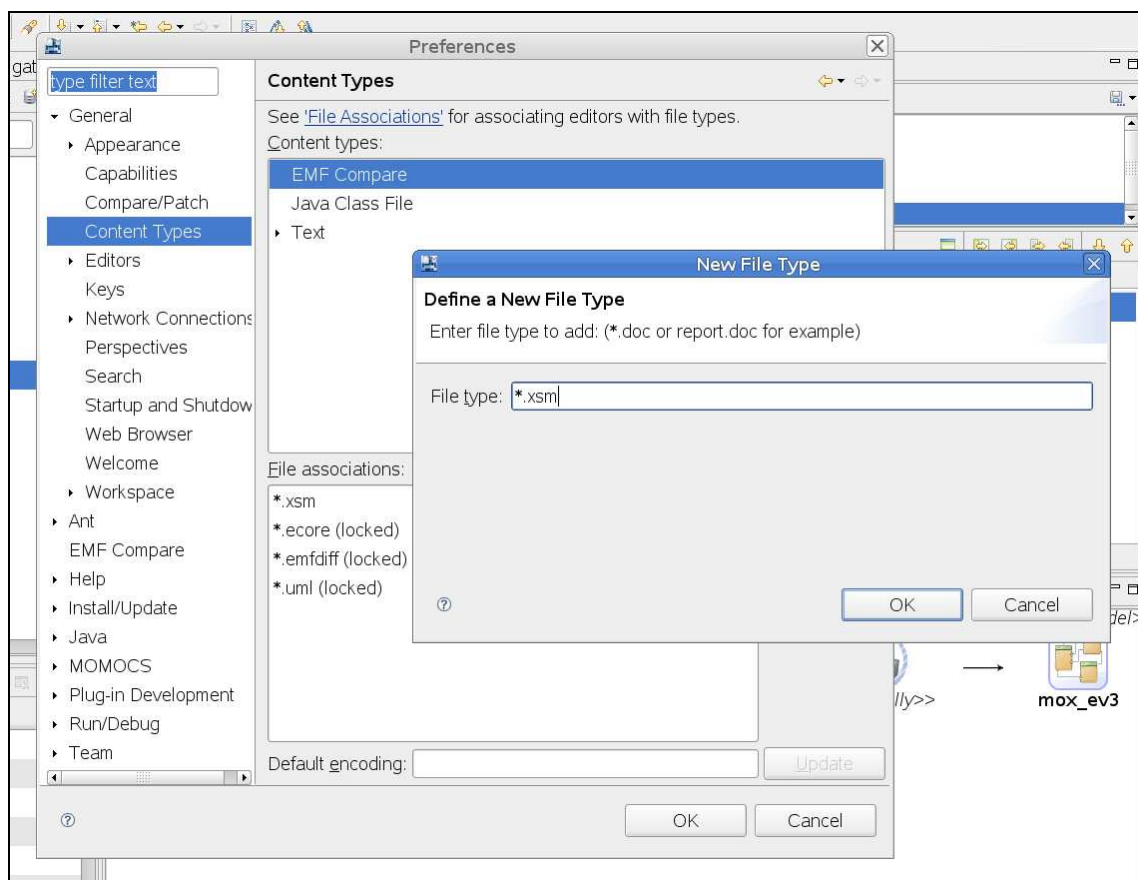 Preferences
gat
type filter text
Content Types
General
See 'File Associations' for associating editors with file types.
Appearance
Content types:
Capabilities
EMF Compare
Compare/Patch
Java Class File
Content Types
Text
Editors
Keys
Network Connections
Perspectives
Search
Startup and Shutdow
Web Browser
Welcome
Workspace
Ant
EMF Compare
Help
Install/Update
Java
MOMOCS
Plug-in Development
Run/Debug
Team
New File Type
Define a New File Type
Enter file type to add: (*.doc or report.doc for example)
File type: *.xsm
OK Cancel
File associations:
*.xsm
*.ecore (locked)
*.emfdiff (locked)
*.uml (locked)
del>
lly>>
mox_ev3
Default encoding:
Update
OK Cancel